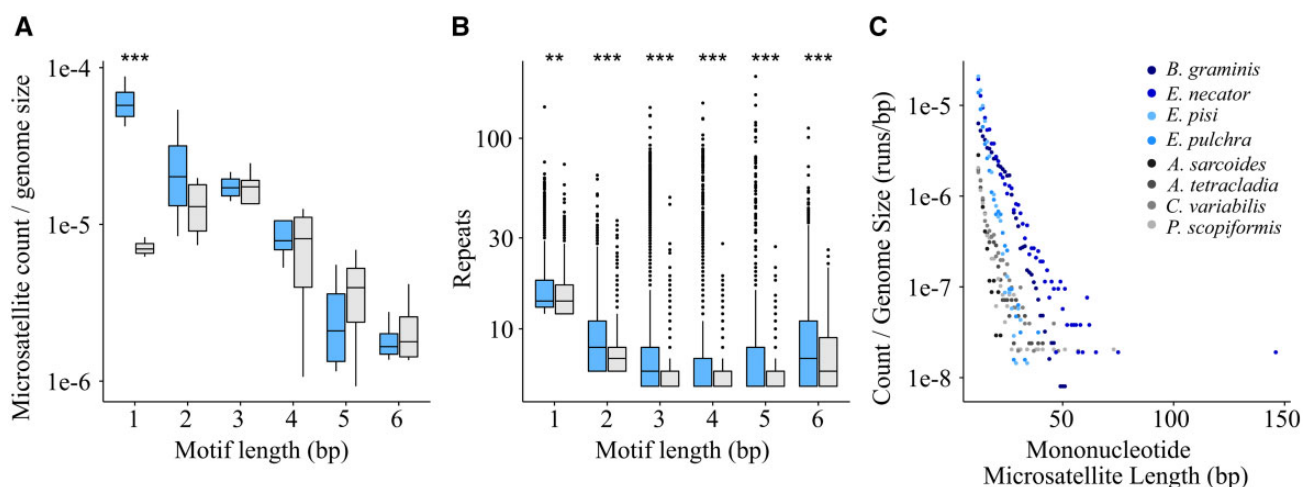 A
***
1e-4
1e-5
1e-6
Microsatellite count / genome size
1 2 3 4 5 6
Motif length (bp)
B
** *** *** *** *** ***
100
30
10
Repeats
1 2 3 4 5 6
Motif length (bp)
C
B. graminis
E. necator
E. pisi
E. pulchra
A. sarcoides
A. tetracladia
C. variabilis
P. scopiformis
1e-5
1e-6
1e-7
1e-8
Count / Genome Size (runs/bp)
50 100 150
Mononucleotide
Microsatellite Length (bp)